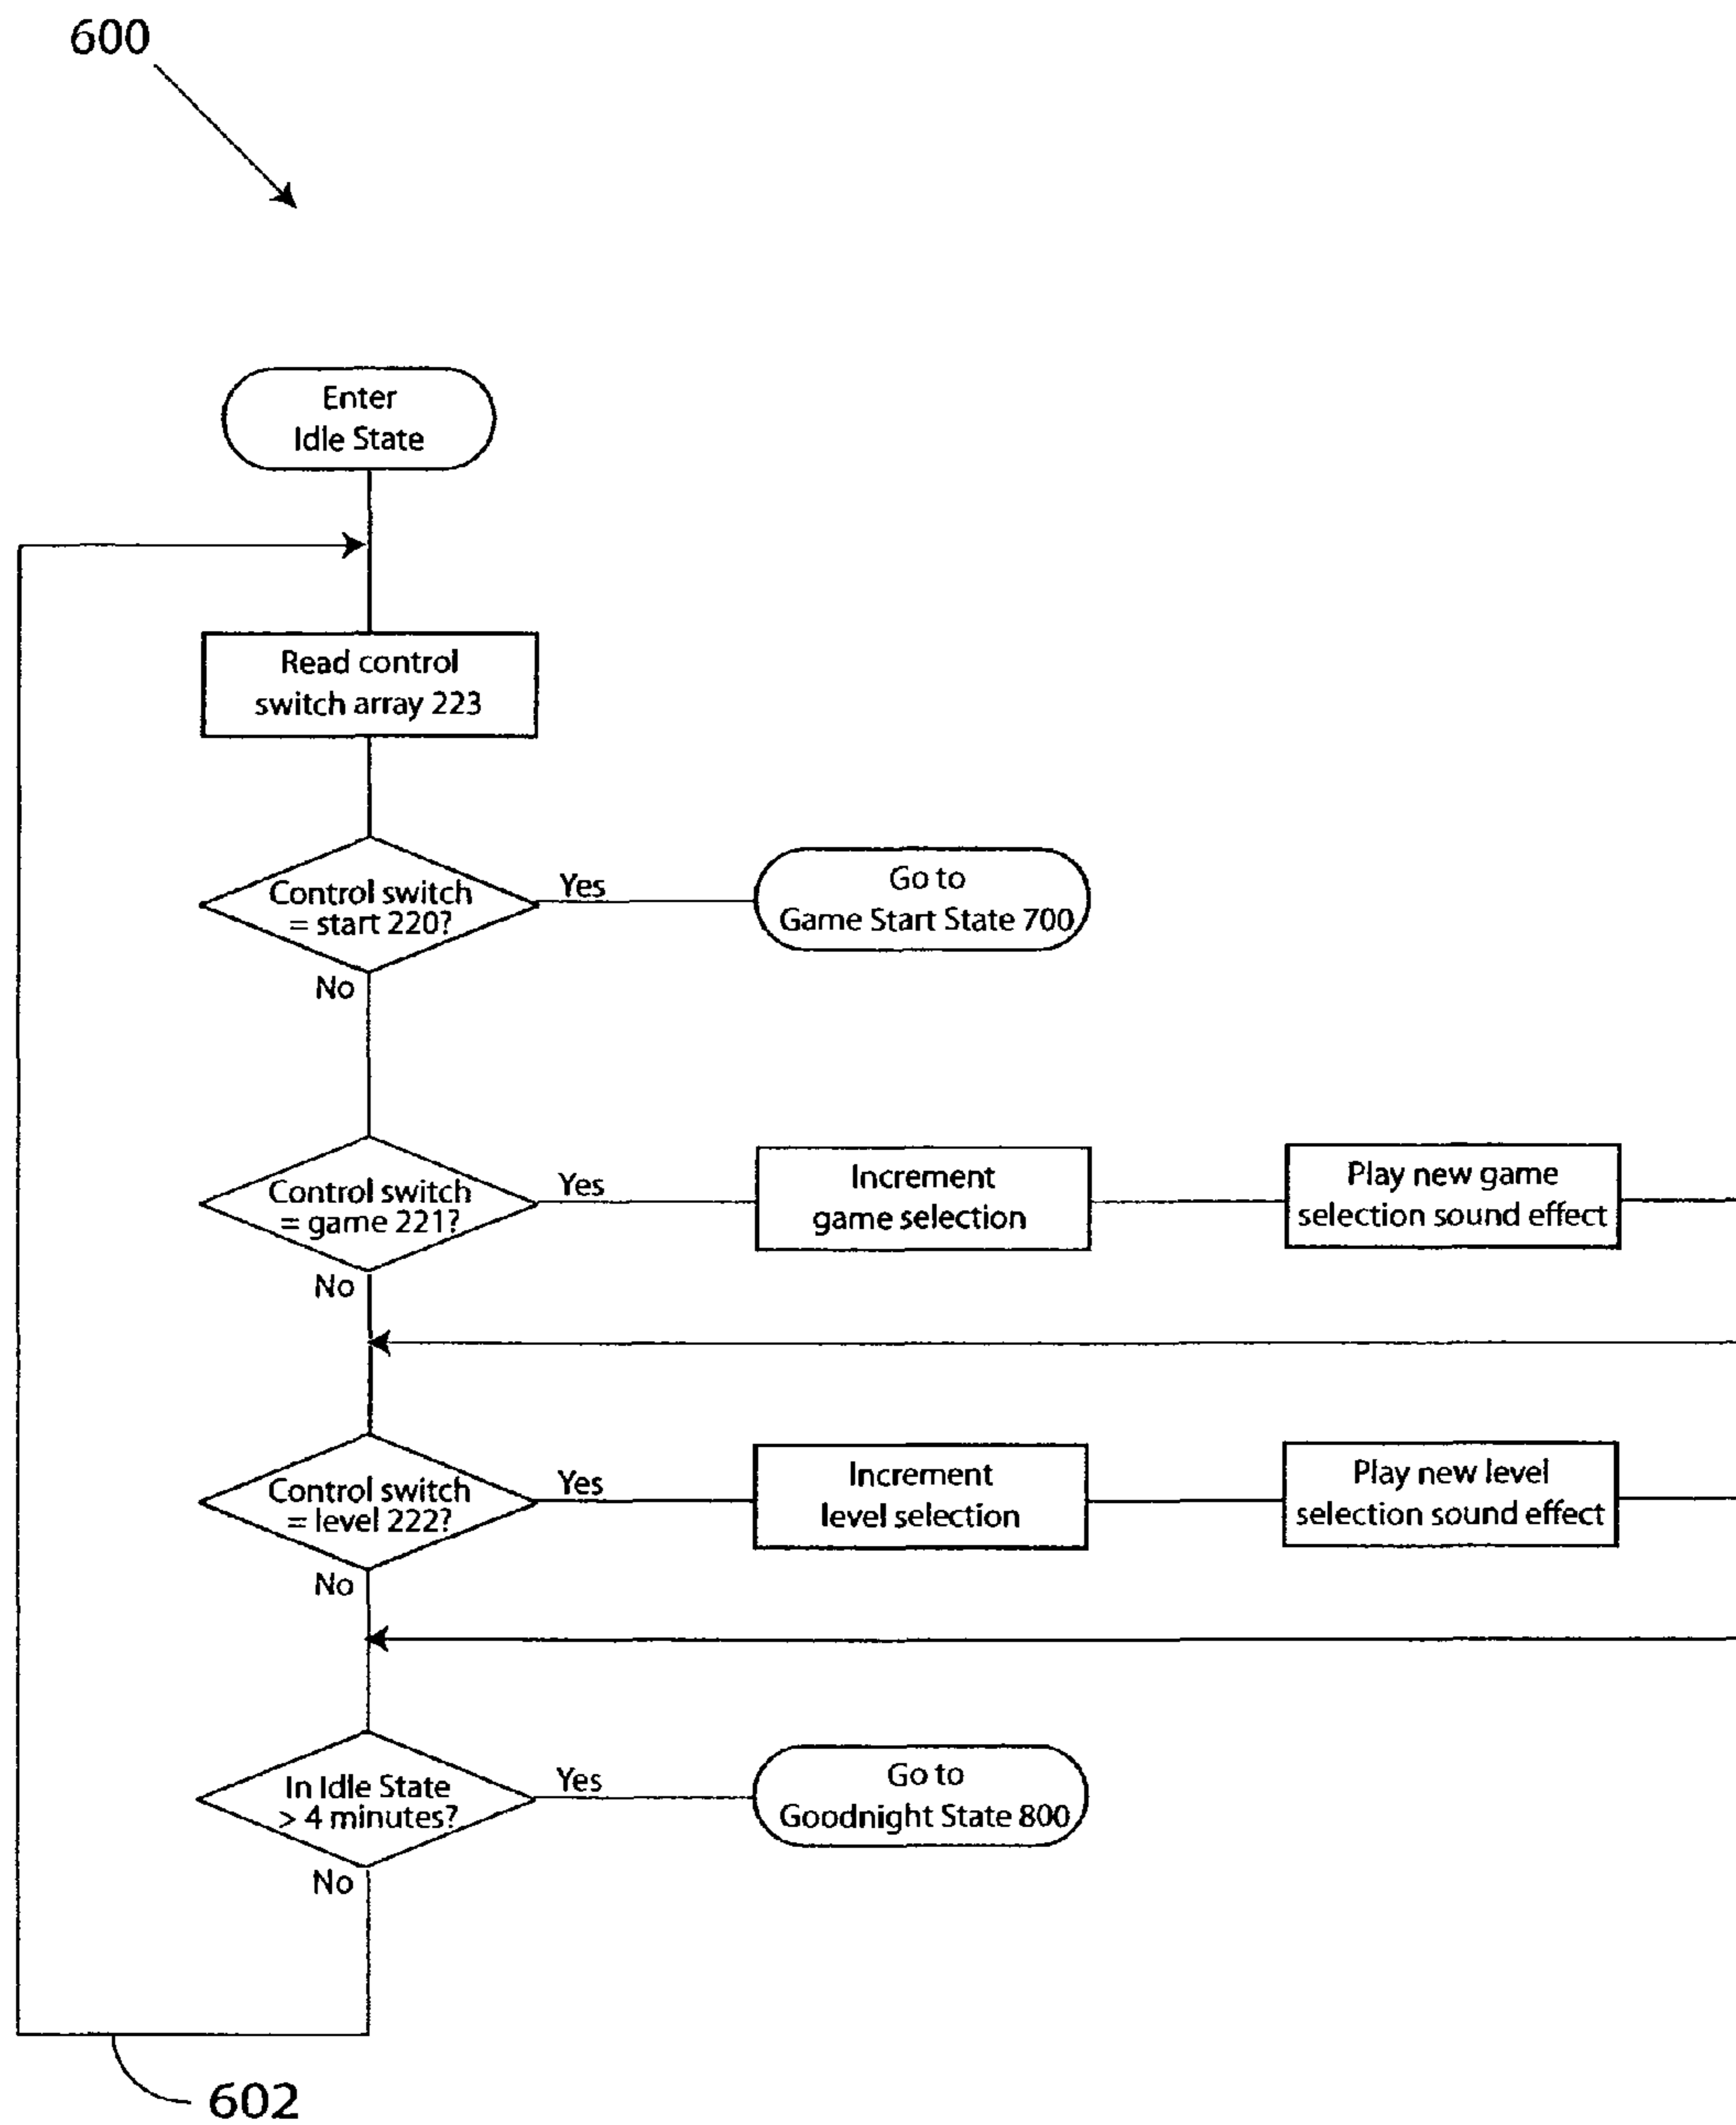 600
Enter
Idle State
Read control
switch array 223
Control switch
= start 220?
Yes
Go to
Game Start State 700
No
Control switch
= game 221?
Yes
Increment
game selection
Play new game
selection sound effect
No
Control switch
= level 222?
Yes
Increment
level selection
Play new level
selection sound effect
No
In Idle State
> 4 minutes?
Yes
Go to
Goodnight State 800
No
602